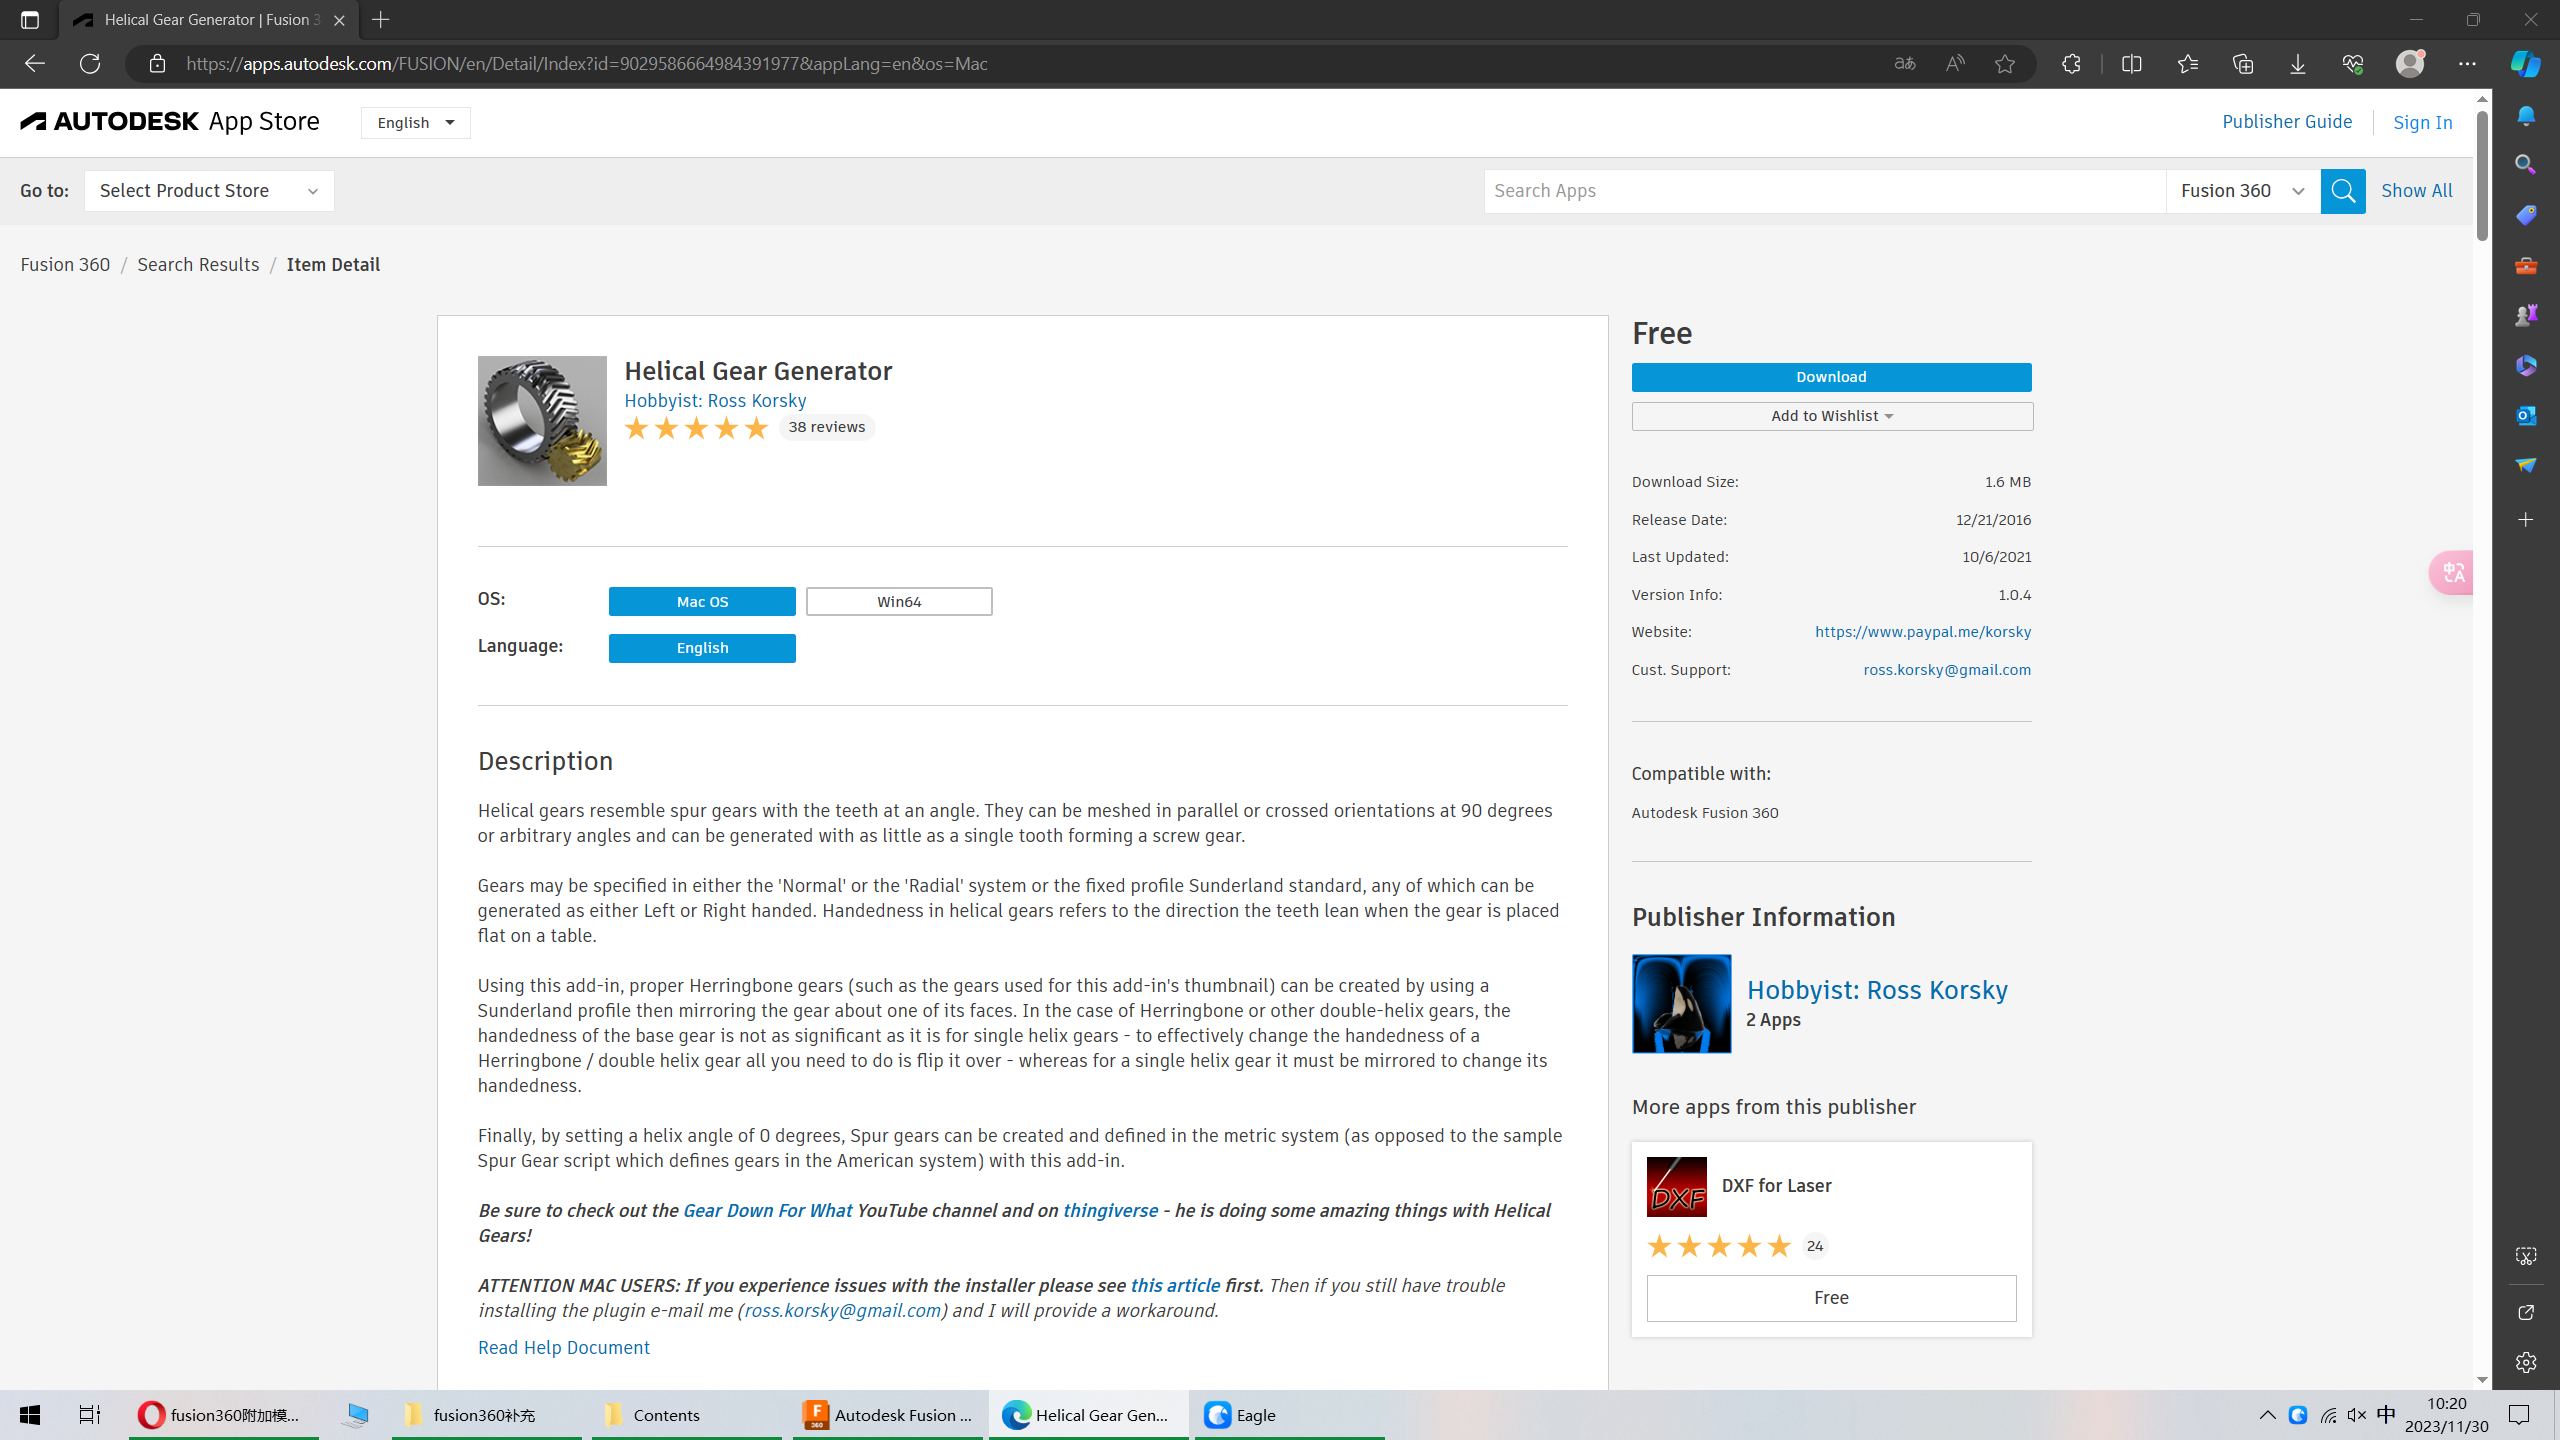 Helical Gear Generator | Fusion 3
https://apps.autodesk.com/FUSION/en/Detail/Index?id=9029586664984391977&appLang=en&os=Mac
AUTODESK App Store
English
Publisher Guide
Sign In
Go to:
Select Product Store
Search Apps
Fusion 360
Show All
Fusion 360 / Search Results / Item Detail
Helical Gear Generator
Hobbyist: Ross Korsky
38 reviews
OS:
Mac OS
Win64
Language:
English
Description
Helical gears resemble spur gears with the teeth at an angle. They can be meshed in parallel or crossed orientations at 90 degrees
or arbitrary angles and can be generated with as little as a single tooth forming a screw gear.
Gears may be specified in either the 'Normal' or the 'Radial' system or the fixed profile Sunderland standard, any of which can be
generated as either Left or Right handed. Handedness in helical gears refers to the direction the teeth lean when the gear is placed
flat on a table.
Using this add-in, proper Herringbone gears (such as the gears used for this add-in's thumbnail) can be created by using a
Sunderland profile then mirroring the gear about one of its faces. In the case of Herringbone or other double-helix gears, the
handedness of the base gear is not as significant as it is for single helix gears - to effectively change the handedness of a
Herringbone / double helix gear all you need to do is flip it over - whereas for a single helix gear it must be mirrored to change its
handedness.
Finally, by setting a helix angle of 0 degrees, Spur gears can be created and defined in the metric system (as opposed to the sample
Spur Gear script which defines gears in the American system) with this add-in.
Be sure to check out the Gear Down For What YouTube channel and on thingiverse - he is doing some amazing things with Helical
Gears!
ATTENTION MAC USERS: If you experience issues with the installer please see this article first. Then if you still have trouble
installing the plugin e-mail me (ross.korsky@gmail.com) and I will provide a workaround.
Read Help Document
Free
Download
Add to Wishlist
Download Size: 1.6 MB
Release Date: 12/21/2016
Last Updated: 10/6/2021
Version Info: 1.0.4
Website: https://www.paypal.me/korsky
Cust. Support: ross.korsky@gmail.com
Compatible with:
Autodesk Fusion 360
Publisher Information
Hobbyist: Ross Korsky
2 Apps
More apps from this publisher
DXF
DXF for Laser
24
Free
fusion360附加模...
fusion360补充
Contents
Autodesk Fusion ...
Helical Gear Gen...
Eagle
中
10:20
2023/11/30